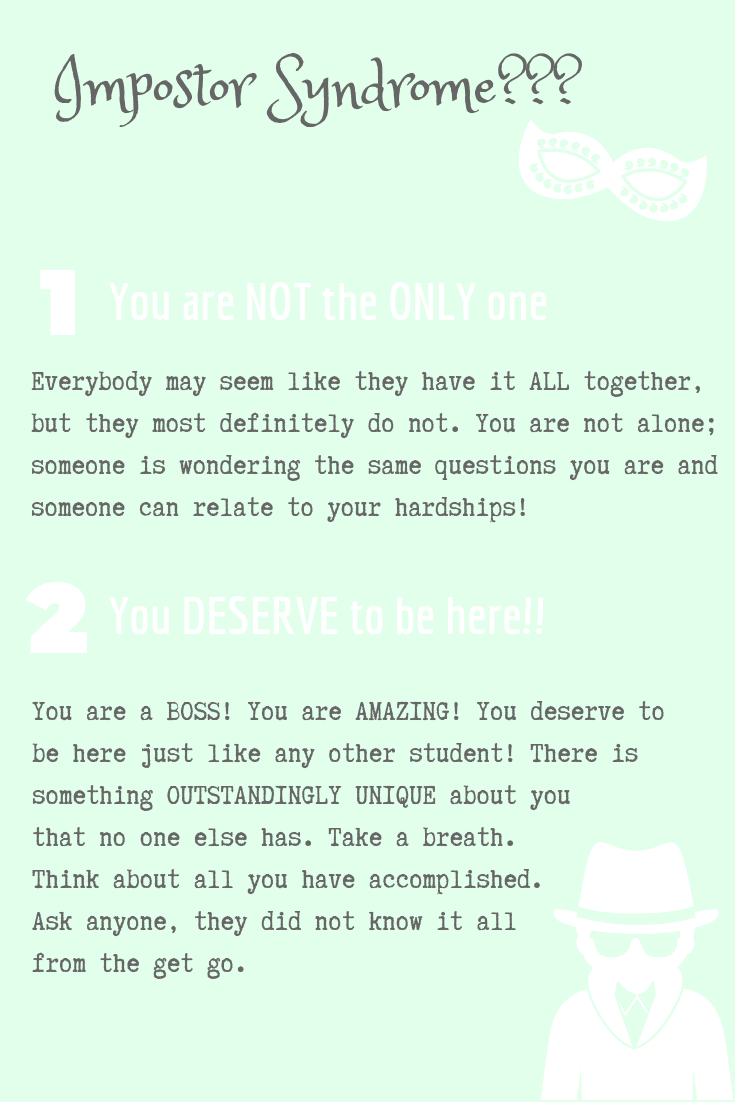 Impostor Syndrome???
1 You are NOT the ONLY one
Everybody may seem like they have it ALL together,
but they most definitely do not. You are not alone;
someone is wondering the same questions you are and
someone can relate to your hardships!
2 You DESERVE to be here!!
You are a BOSS! You are AMAZING! You deserve to
be here just like any other student! There is
something OUTSTANDINGLY UNIQUE about you
that no one else has. Take a breath.
Think about all you have accomplished.
Ask anyone, they did not know it all
from the get go.